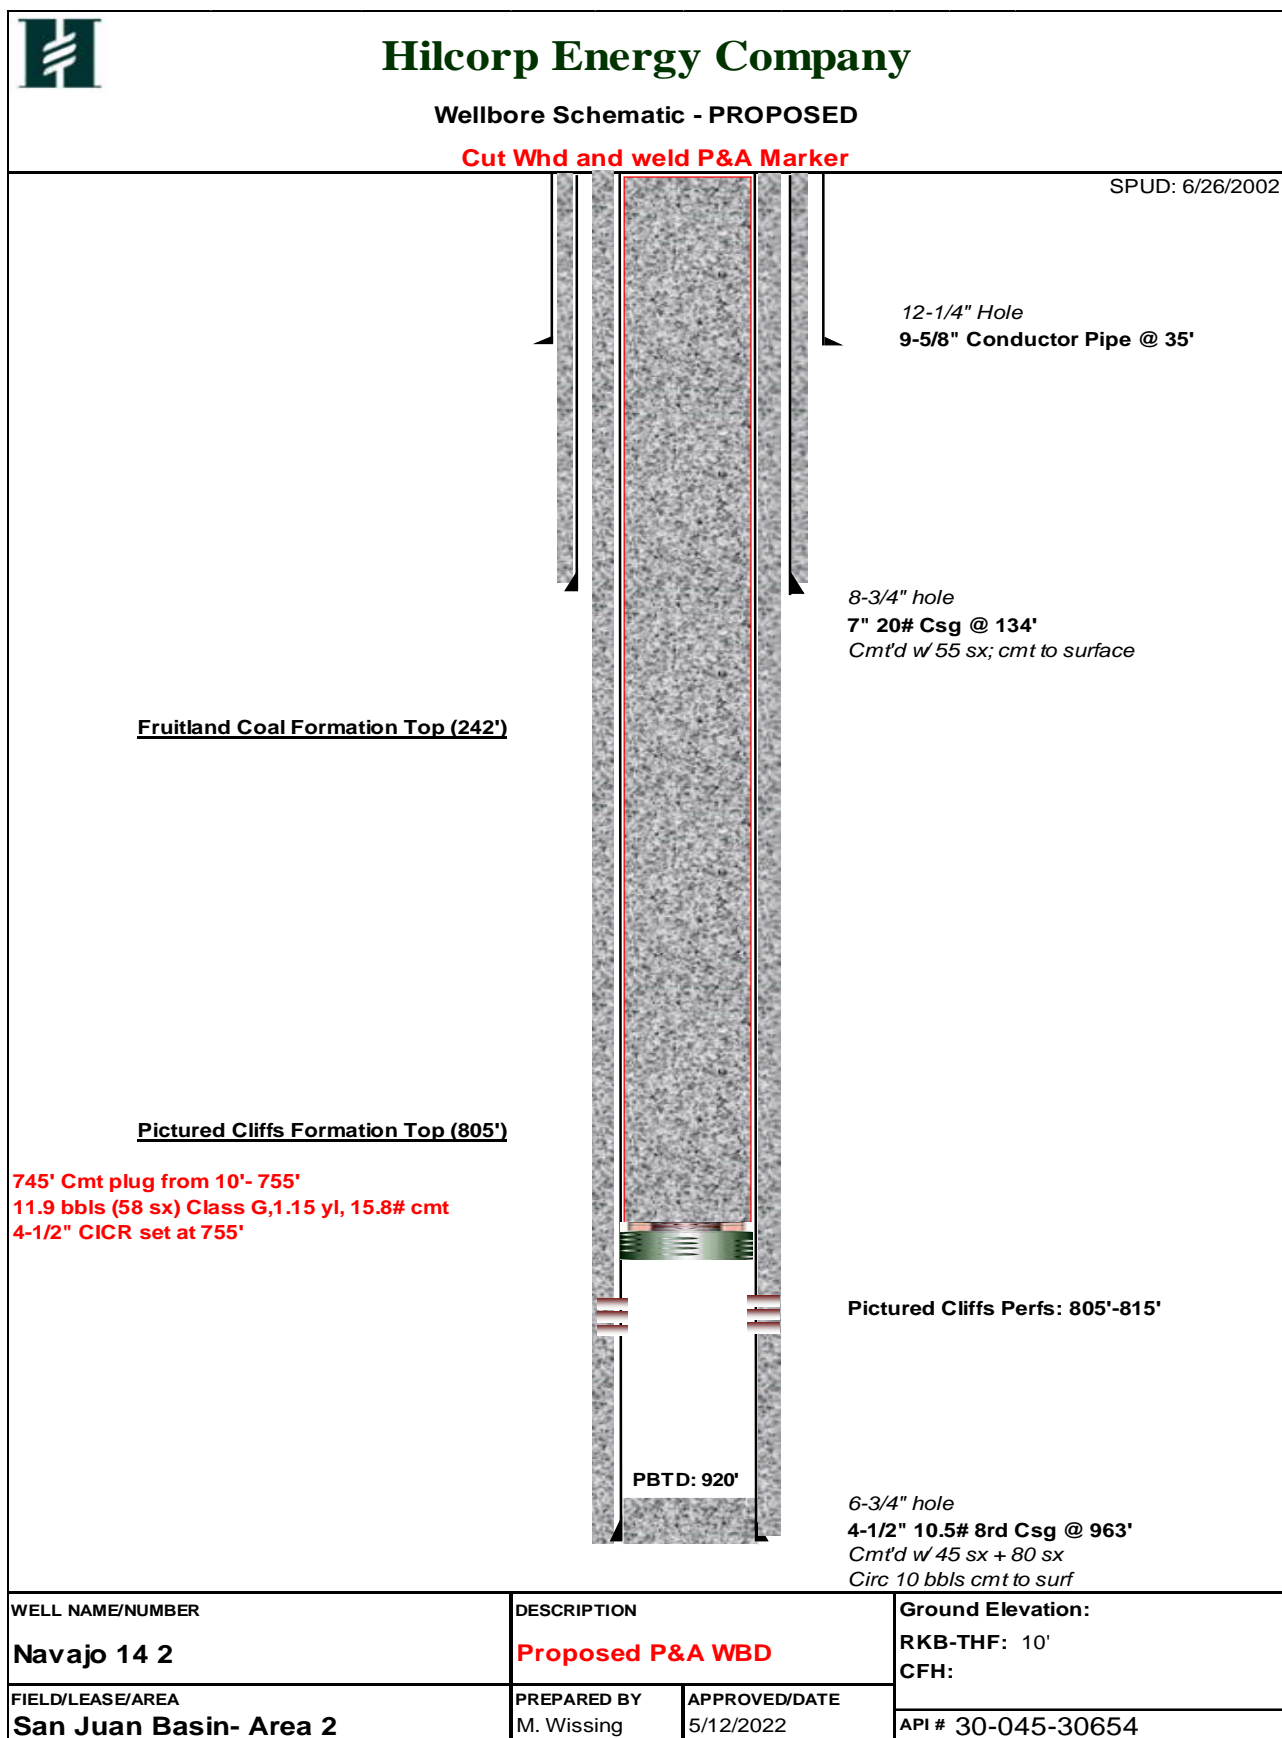 Hilcorp Energy Company
Wellbore Schematic - PROPOSED
Cut Whd and weld P&A Marker
SPUD: 6/26/2002
12-1/4" Hole
9-5/8" Conductor Pipe @ 35'
8-3/4" hole
7" 20# Csg @ 134'
Cmt'd w/ 55 sx; cmt to surface
Fruitland Coal Formation Top (242')
Pictured Cliffs Formation Top (805')
745' Cmt plug from 10'- 755'
11.9 bbls (58 sx) Class G,1.15 yl, 15.8# cmt
4-1/2" CICR set at 755'
Pictured Cliffs Perfs: 805'-815'
PBTD: 920'
6-3/4" hole
4-1/2" 10.5# 8rd Csg @ 963'
Cmt'd w/ 45 sx + 80 sx
Circ 10 bbls cmt to surf
WELL NAME/NUMBER
Navajo 14 2
DESCRIPTION
Proposed P&A WBD
Ground Elevation:
RKB-THF: 10'
CFH:
FIELD/LEASE/AREA
San Juan Basin- Area 2
PREPARED BY
M. Wissing
APPROVED/DATE
5/12/2022
API # 30-045-30654